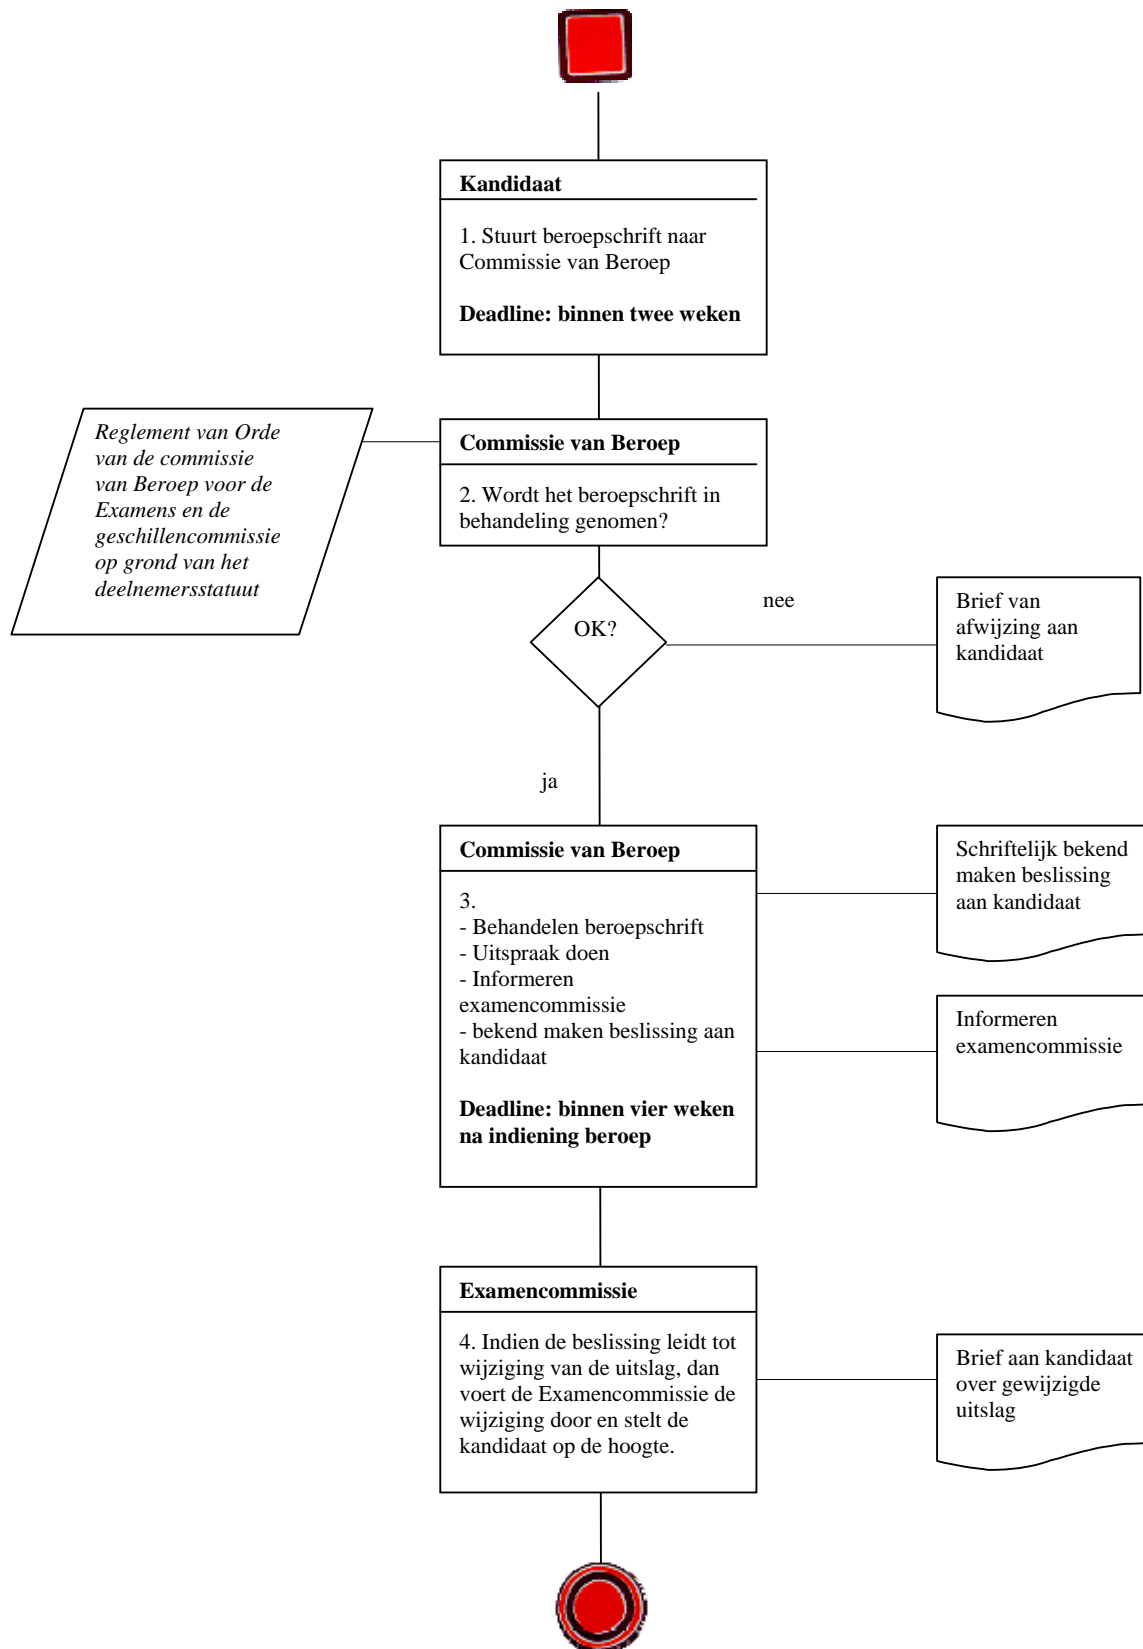 Kandidaat
1. Stuurt beroepschrift naar
Commissie van Beroep
Deadline: binnen twee weken
Reglement van Orde
van de commissie
van Beroep voor de
Examens en de
geschillencommissie
op grond van het
deelnemersstatuut
Commissie van Beroep
2. Wordt het beroepschrift in
behandeling genomen?
OK?
nee
Brief van
afwijzing aan
kandidaat
ja
Commissie van Beroep
3.
- Behandelen beroepschrift
- Uitspraak doen
- Informeren
examencommissie
- bekend maken beslissing aan
kandidaat
Deadline: binnen vier weken
na indiening beroep
Schriftelijk bekend
maken beslissing
aan kandidaat
Informeren
examencommissie
Examencommissie
4. Indien de beslissing leidt tot
wijziging van de uitslag, dan
voert de Examencommissie de
wijziging door en stelt de
kandidaat op de hoogte.
Brief aan kandidaat
over gewijzigde
uitslag